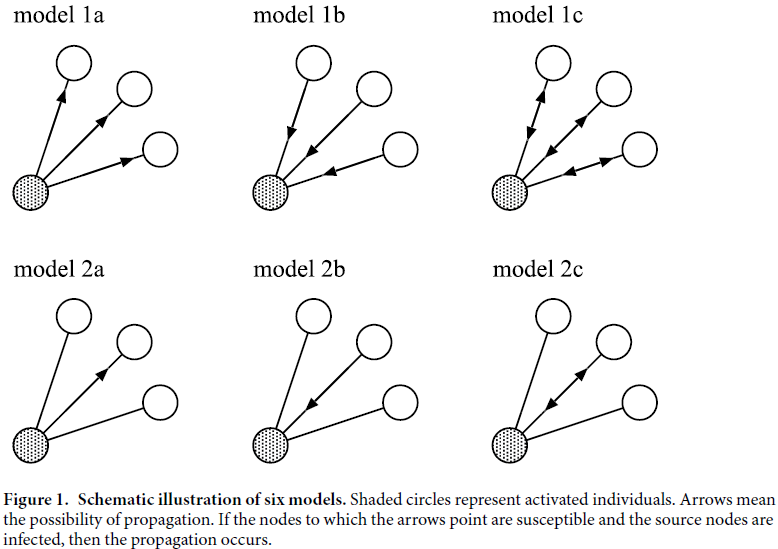 model 1a model 1b model 1c
model 2a model 2b model 2c
Figure 1. Schematic illustration of six models. Shaded circles represent activated individuals. Arrows mean
the possibility of propagation. If the nodes to which the arrows point are susceptible and the source nodes are
infected, then the propagation occurs.